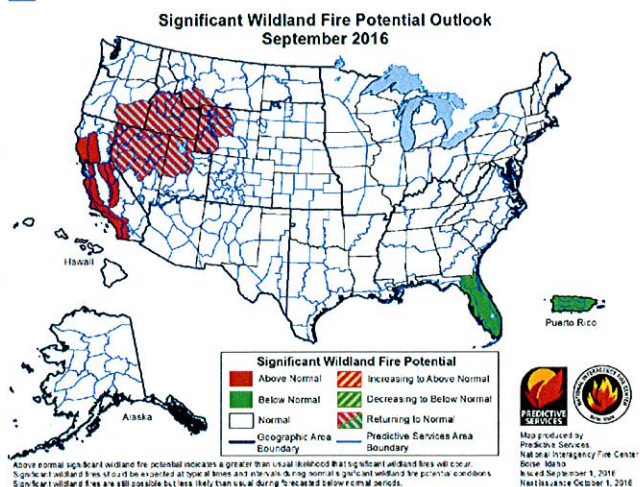 Significant Wildland Fire Potential Outlook
September 2016
Hawaii
Alaska
Puerto Rico
Significant Wildland Fire Potential
Above Normal
Increasing to Above Normal
Below Normal
Decreasing to Below Normal
Normal
Returning to Normal
Geographic Area
Boundary
Predictive Services Area
Boundary
PREDICTIVE
SERVICES
NATIONAL INTERAGENCY FIRE CENTER
Map produced by
Predictive Services,
National Interagency Fire Center
Boise, Idaho
Issued September 1, 2016
Next issuance October 1, 2016
Above normal significant wildland fire potential indicates a greater than usual likelihood that significant wildland fires will occur.
Significant wildland fires should be expected at typical times and intervals during normal significant wildland fire potential conditions.
Significant wildland fires are still possible but less likely than usual during forecasted below normal periods.